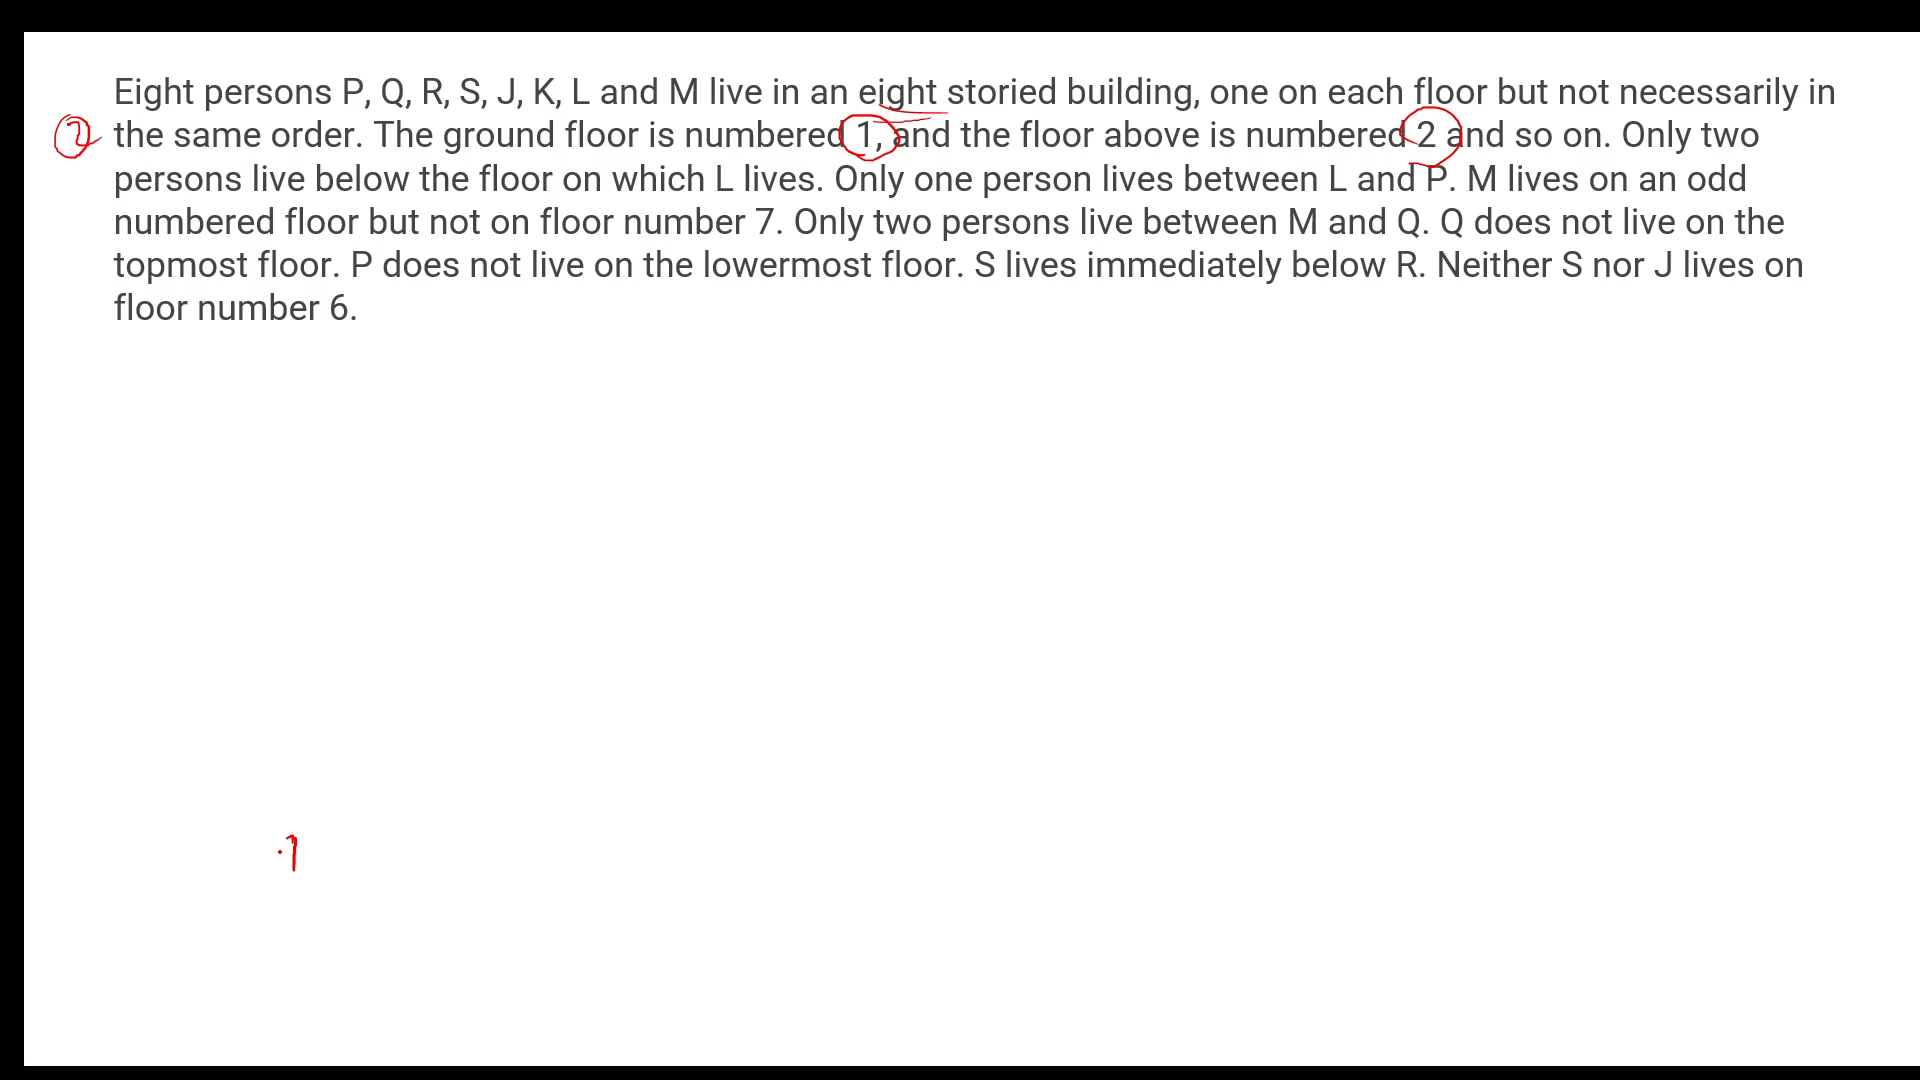 Eight persons P, Q, R, S, J, K, L and M live in an eight storied building, one on each floor but not necessarily in
② the same order. The ground floor is numbered 1, and the floor above is numbered 2 and so on. Only two
persons live below the floor on which L lives. Only one person lives between L and P. M lives on an odd
numbered floor but not on floor number 7. Only two persons live between M and Q. Q does not live on the
topmost floor. P does not live on the lowermost floor. S lives immediately below R. Neither S nor J lives on
floor number 6.
1